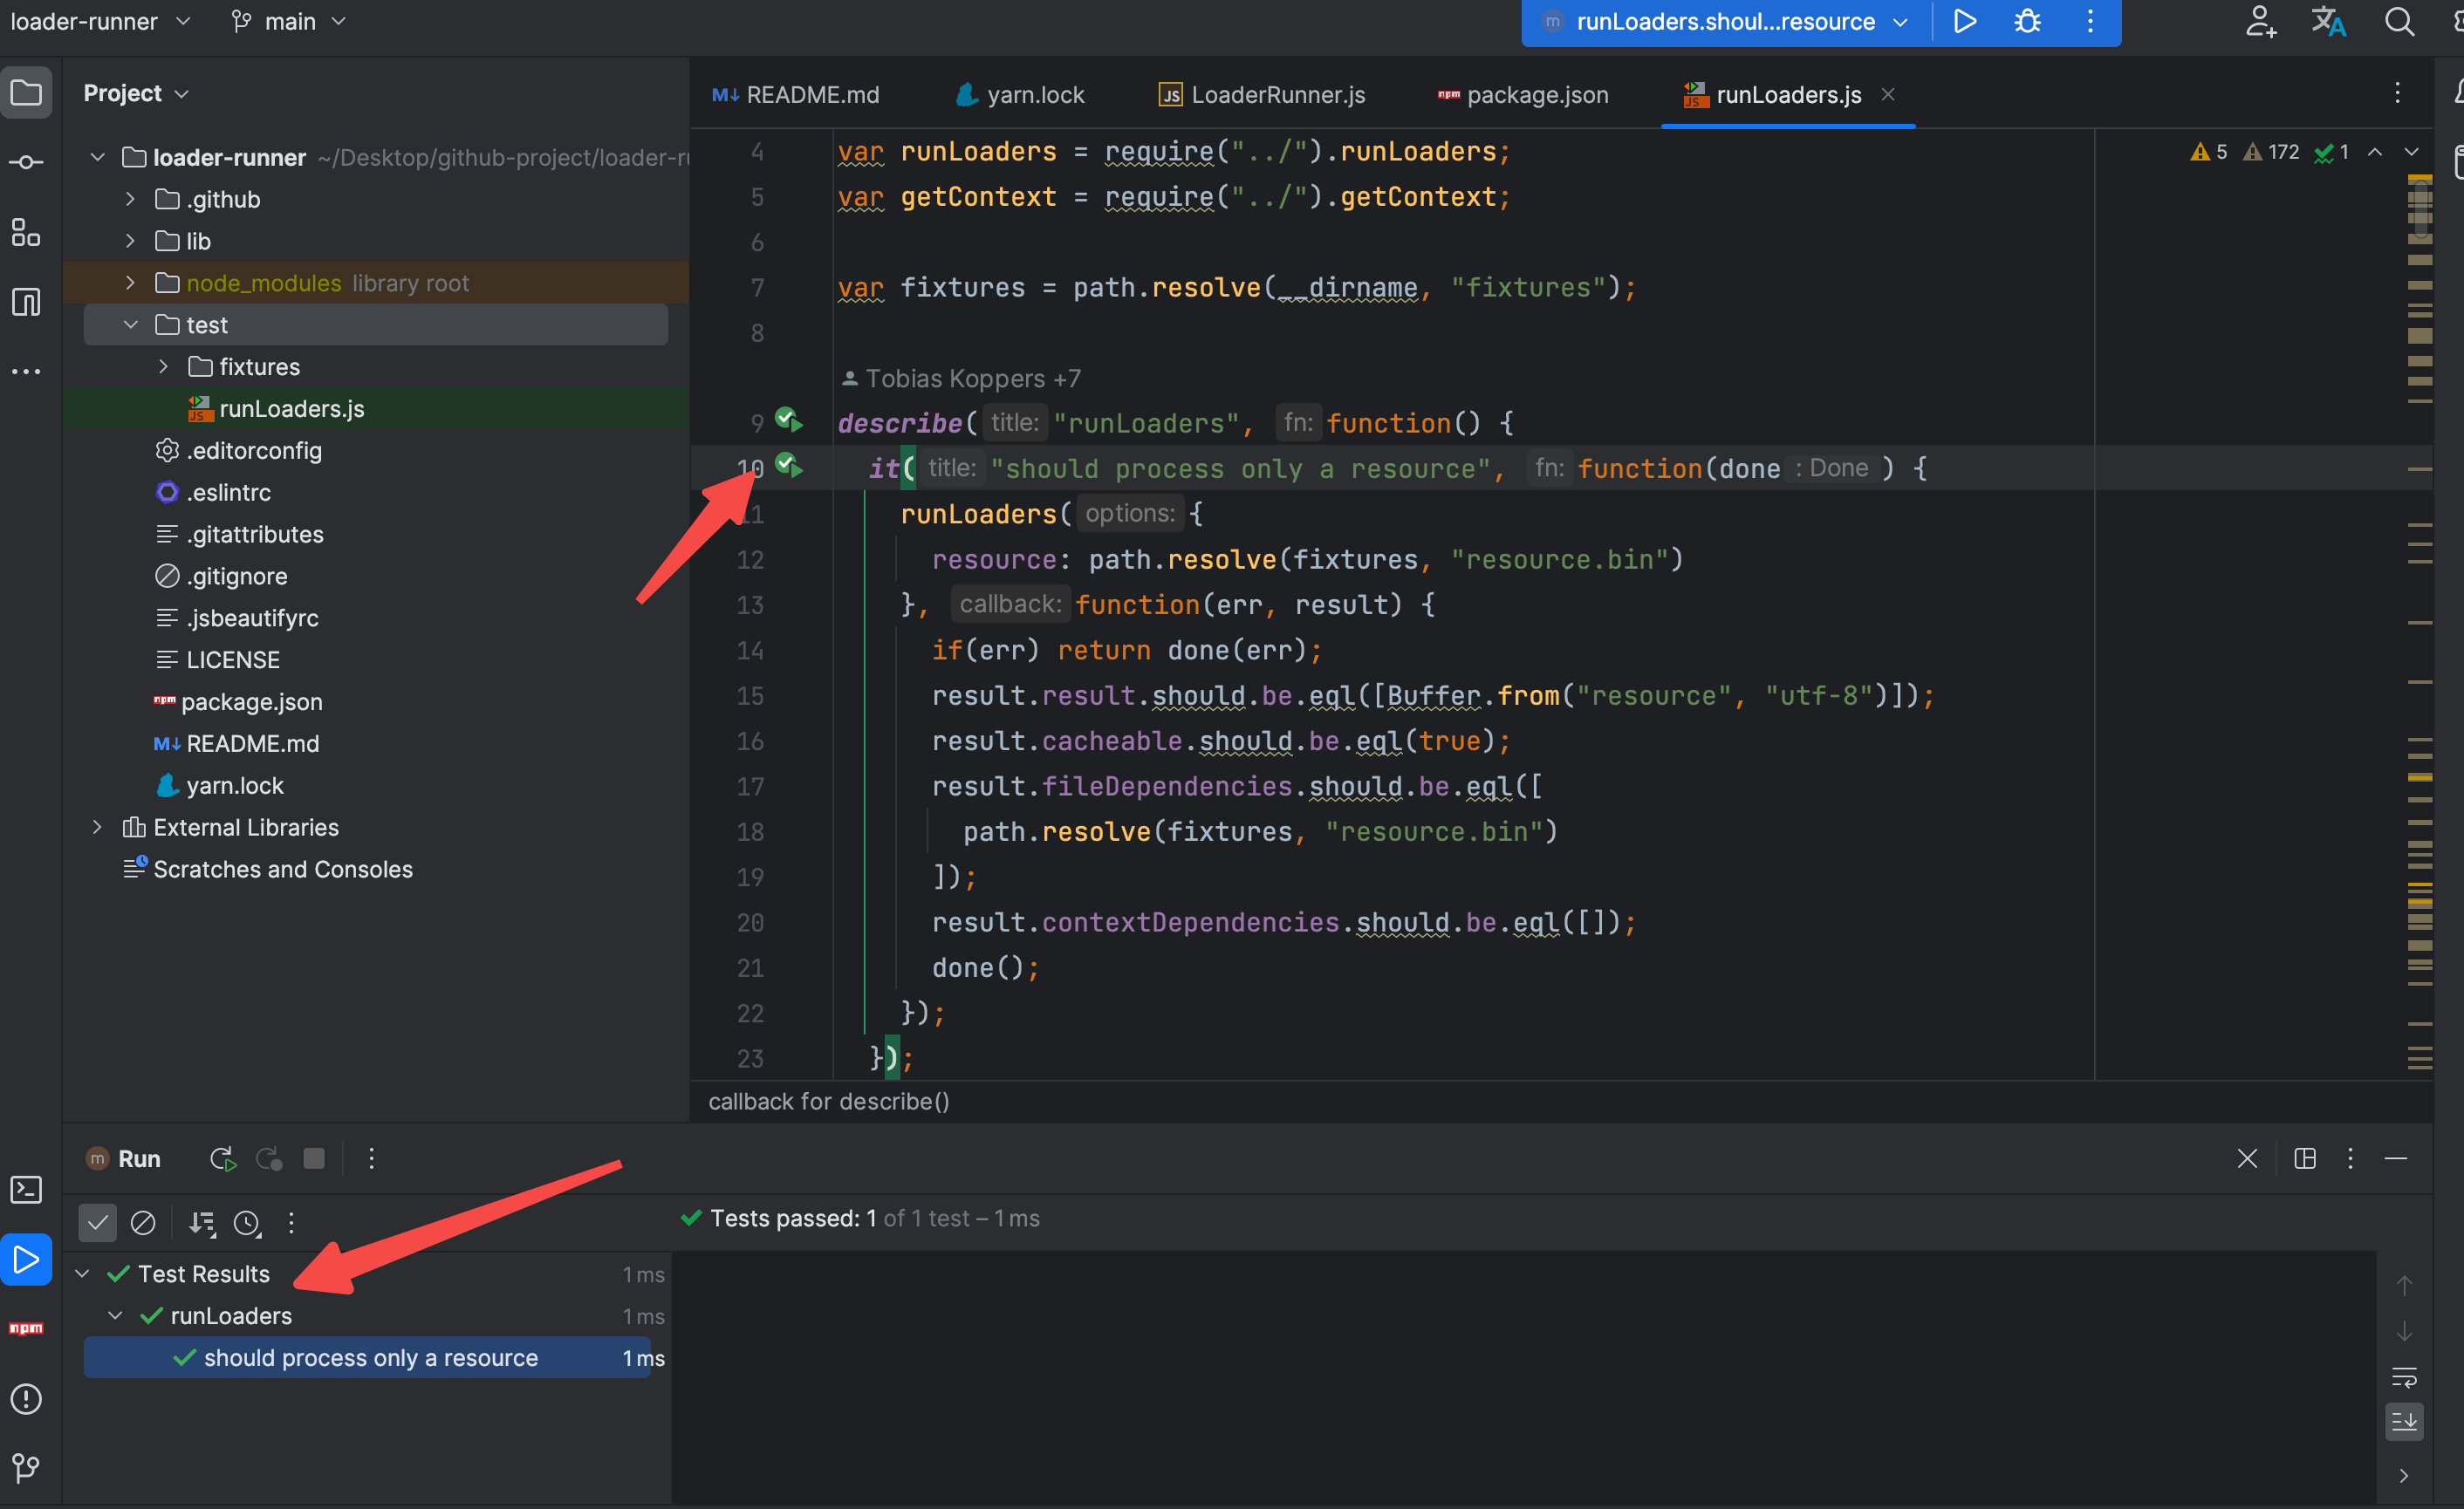 loader-runner main runLoaders.shoul...resource
Project
README.md yarn.lock LoaderRunner.js package.json runLoaders.js
loader-runner ~/Desktop/github-project/loader-ru
.github
lib
node_modules library root
test
fixtures
runLoaders.js
.editorconfig
.eslintrc
.gitattributes
.gitignore
.jsbeautifyrc
LICENSE
package.json
README.md
yarn.lock
External Libraries
Scratches and Consoles
5 172 1
4 var runLoaders = require("../").runLoaders;
5 var getContext = require("../").getContext;
6
7 var fixtures = path.resolve(__dirname, "fixtures");
8
Tobias Koppers +7
9 describe( title: "runLoaders", fn: function() {
10 it( title: "should process only a resource", fn: function(done : Done ) {
11 runLoaders( options: {
12 resource: path.resolve(fixtures, "resource.bin")
13 }, callback: function(err, result) {
14 if(err) return done(err);
15 result.result.should.be.eql([Buffer.from("resource", "utf-8")]);
16 result.cacheable.should.be.eql(true);
17 result.fileDependencies.should.be.eql([
18 path.resolve(fixtures, "resource.bin")
19 ]);
20 result.contextDependencies.should.be.eql([]);
21 done();
22 });
23 });
callback for describe()
Run
Tests passed: 1 of 1 test – 1 ms
Test Results 1 ms
runLoaders 1 ms
should process only a resource 1 ms